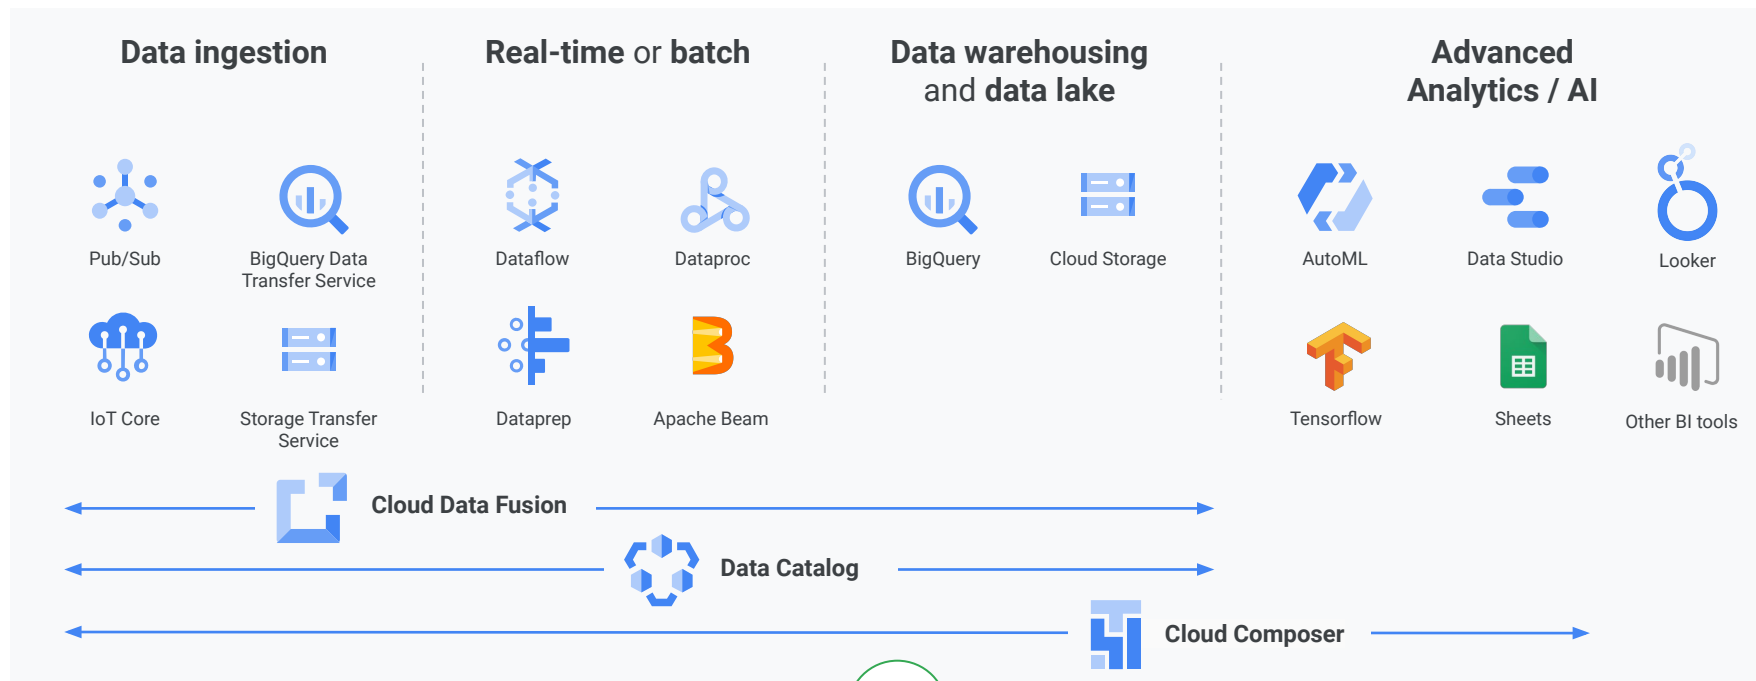 Data ingestion
Real-time or batch
Data warehousing
and data lake
Advanced
Analytics / AI
Pub/Sub
BigQuery Data
Transfer Service
Dataflow
Dataproc
BigQuery
Cloud Storage
AutoML
Data Studio
Looker
IoT Core
Storage Transfer
Service
Dataprep
Apache Beam
Tensorflow
Sheets
Other BI tools
Cloud Data Fusion
Data Catalog
Cloud Composer